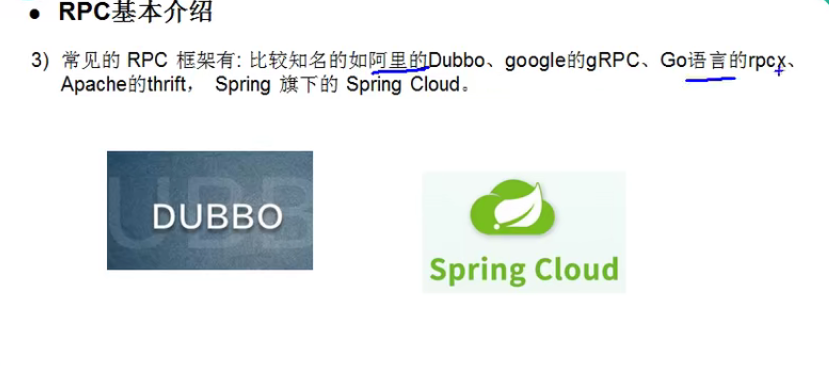 ● RPC基本介绍
3) 常见的 RPC 框架有: 比较知名的如阿里的Dubbo、google的gRPC、Go语言的rpcx、
Apache的thrift， Spring 旗下的 Spring Cloud。
DUBBO
Spring Cloud